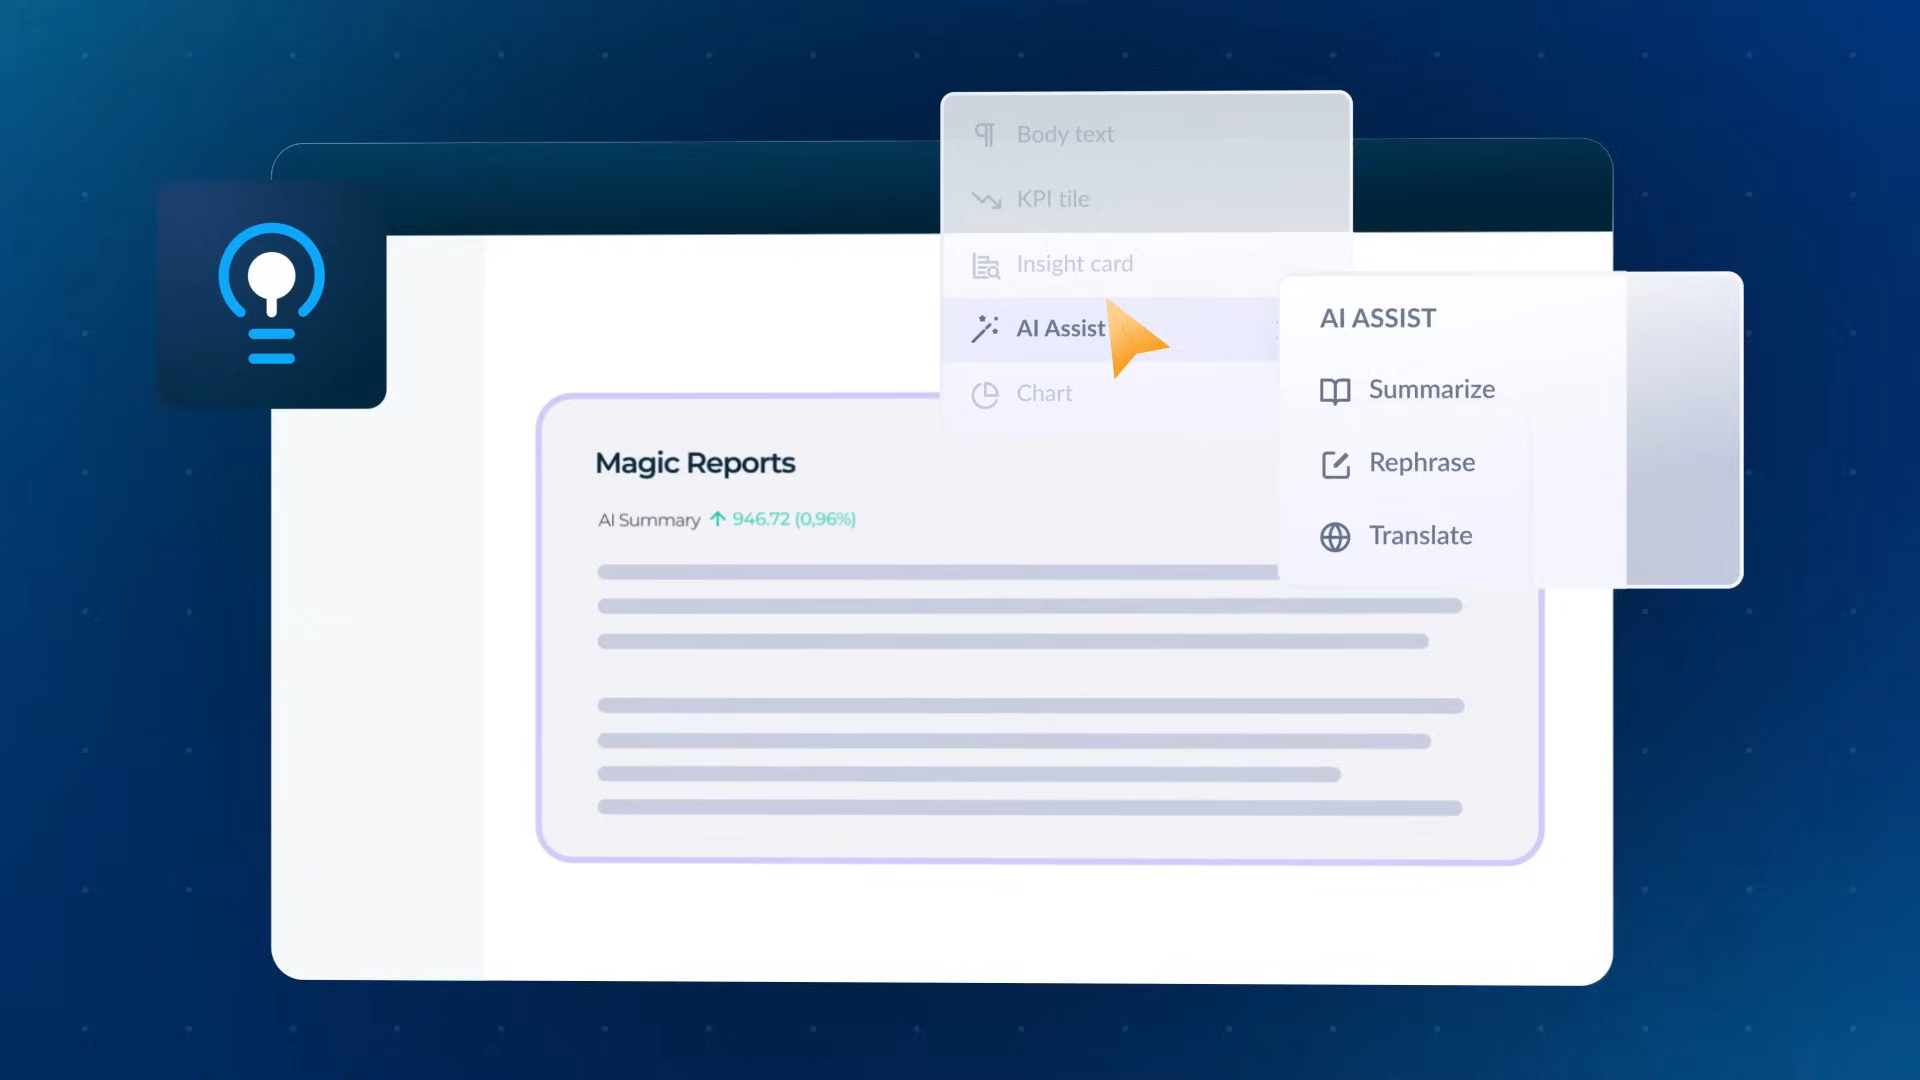 Body text
KPI tile
Insight card
AI Assist
Chart
AI ASSIST
Summarize
Rephrase
Translate
Magic Reports
AI Summary 946.72 (0,96%)